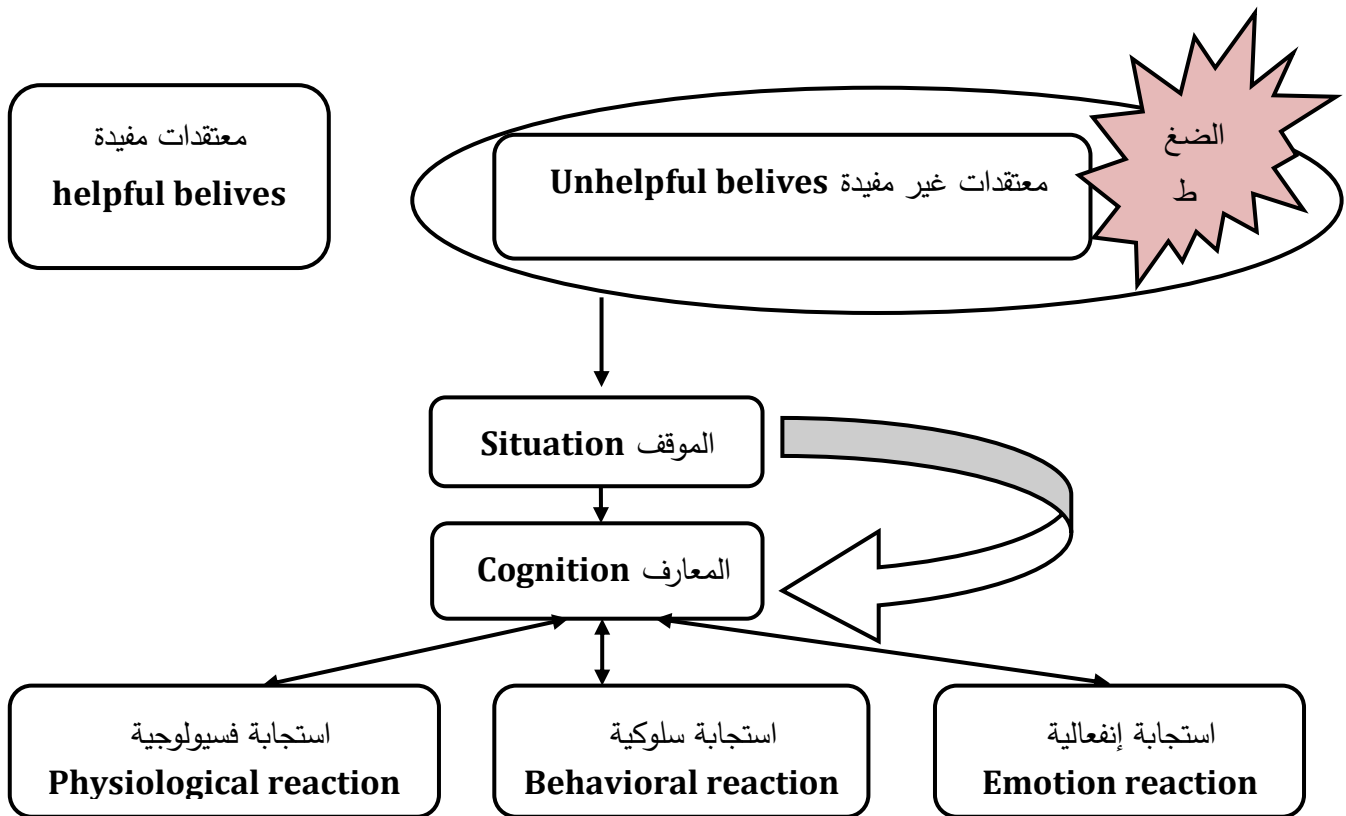 معتقدات مفيدة
helpful belives
معتقدات غير مفيدة Unhelpful belives
الضغ
ط
الموقف Situation
المعارف Cognition
استجابة فسيولوجية
Physiological reaction
استجابة سلوكية
Behavioral reaction
استجابة إنفعالية
Emotion reaction